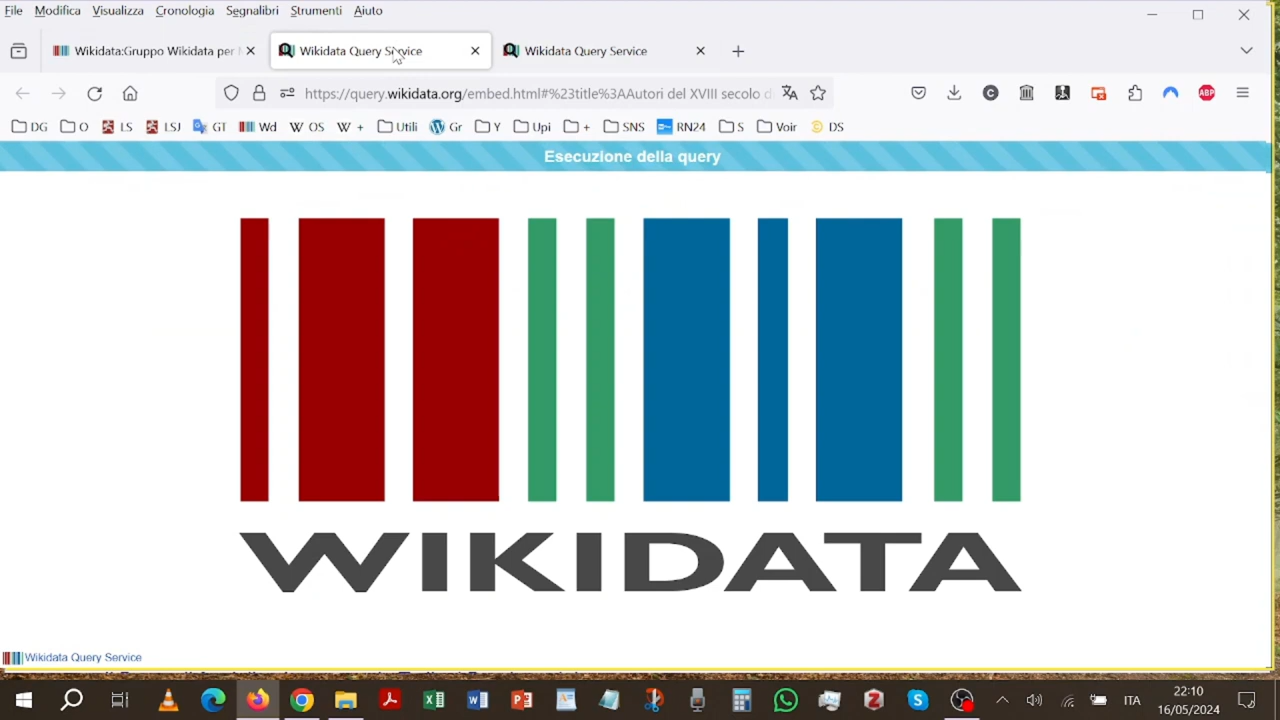 File Modifica Visualizza Cronologia Segnalibri Strumenti Aiuto
Wikidata:Gruppo Wikidata per Wikidata Query Service Wikidata Query Service
https://query.wikidata.org/embed.html#%23title%3AAutori del XVIII secolo d
DG O LS LSJ GT Wd OS + Utili Gr Y Upi + SNS RN24 S Voir DS
Esecuzione della query
WIKIDATA
Wikidata Query Service
22:10
ITA
16/05/2024